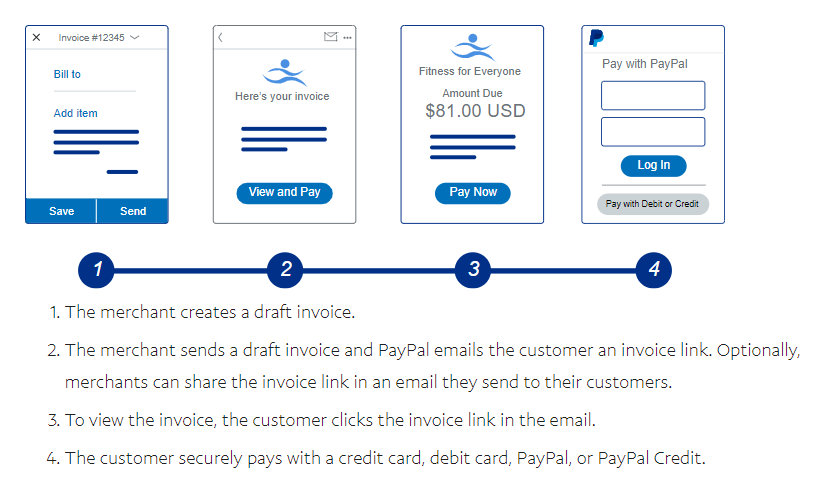 Invoice #12345
Bill to
Add item
Save Send
Here's your invoice
View and Pay
Fitness for Everyone
Amount Due
$81.00 USD
Pay Now
Pay with PayPal
Log In
Pay with Debit or Credit
1 2 3 4
1. The merchant creates a draft invoice.
2. The merchant sends a draft invoice and PayPal emails the customer an invoice link. Optionally,
merchants can share the invoice link in an email they send to their customers.
3. To view the invoice, the customer clicks the invoice link in the email.
4. The customer securely pays with a credit card, debit card, PayPal, or PayPal Credit.